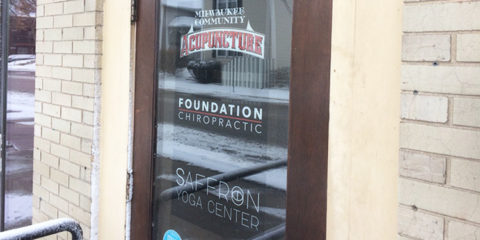 MILWAUKEE
COMMUNITY
ACUPUNCTURE
FOUNDATION
CHIROPRACTIC
SAFFRON
YOGA CENTER